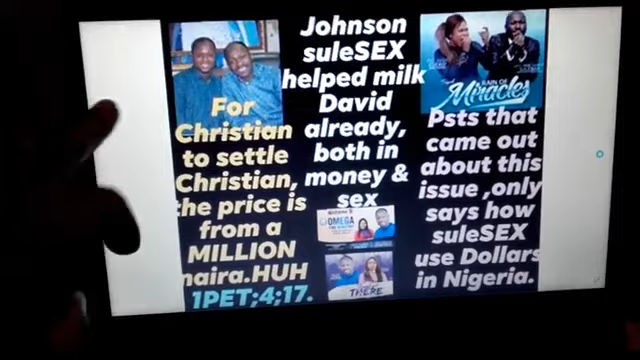 For
Christian
to settle
Christian,
the price is
from a
MILLION
naira.HUH
1PET;4;17.
Johnson
suleSEX
helped milk
David
already,
both in
money &
sex
OMEGA
THERE
RAIN OF
Miracles
Psts that
came out
about this
issue ,only
says how
suleSEX
use Dollars
in Nigeria.